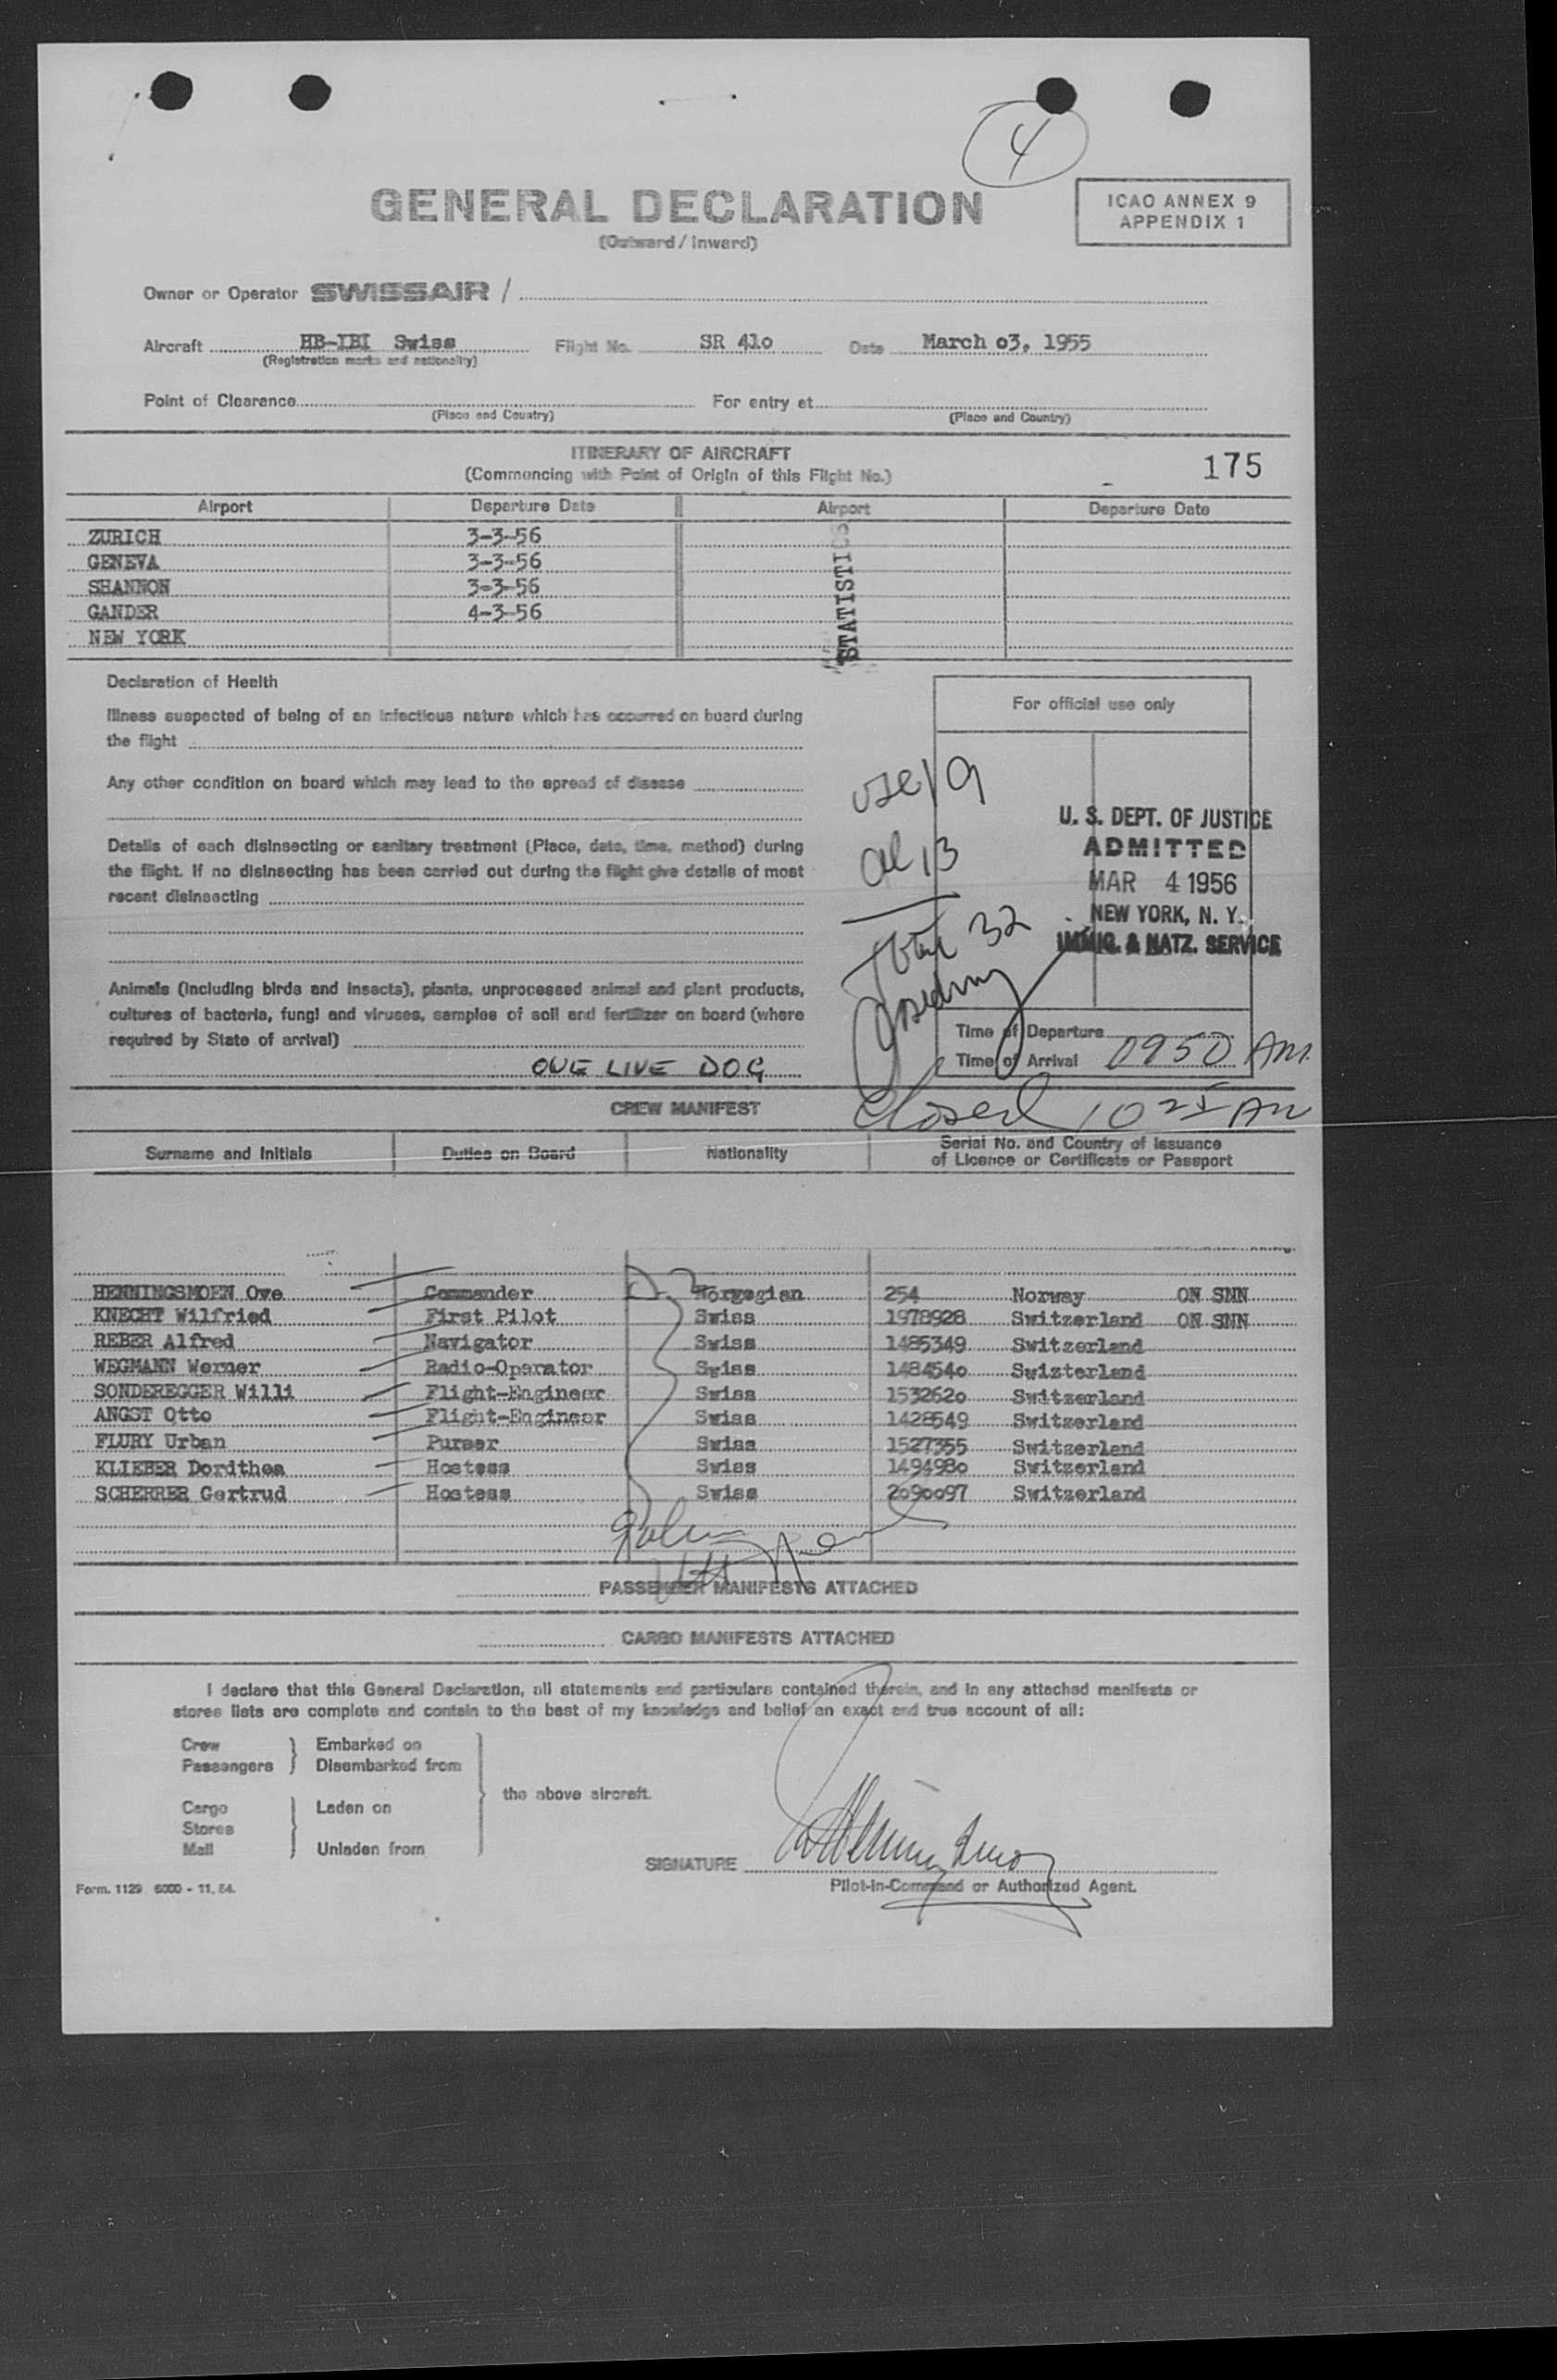 4
GENERAL DECLARATION
(Outward / Inward)
ICAO ANNEX 9
APPENDIX 1
Owner or Operator SWISSAIR /
Aircraft HB-IBI Swiss Flight No. SR 41o Date March o3, 1955
(Registration marks and nationality)
Point of Clearance For entry at
(Place and Country) (Place and Country)
ITINERARY OF AIRCRAFT
(Commencing with Point of Origin of this Flight No.)
175
Airport Departure Date Airport Departure Date
ZURICH 3-3-56
GENEVA 3-3-56
SHANNON 3-3-56
GANDER 4-3-56
NEW YORK
STATISTICS
Declaration of Health
Illness suspected of being of an infectious nature which has occurred on board during
the flight
Any other condition on board which may lead to the spread of disease
Details of each disinsecting or sanitary treatment (Place, date, time, method) during
the flight. If no disinsecting has been carried out during the flight give details of most
recent disinsecting
Animals (including birds and insects), plants, unprocessed animal and plant products,
cultures of bacteria, fungi and viruses, samples of soil and fertilizer on board (where
required by State of arrival)
ONE LIVE DOG
For official use only
usc 19
al 13
Total 32
U. S. DEPT. OF JUSTICE
ADMITTED
MAR 4 1956
NEW YORK, N. Y.
IMMIG. & NATZ. SERVICE
Time of Departure
Time of Arrival 0950 AM
Closed 10 25 AM
CREW MANIFEST
Surname and Initials Duties on Board Nationality Serial No. and Country of Issuance
of Licence or Certificate or Passport
HENNINGSMOEN Ove Commander Norwegian 254 Norway ON SNN
KNECHT Wilfried First Pilot Swiss 1978928 Switzerland ON SNN
REBER Alfred Navigator Swiss 1485349 Switzerland
WEGMANN Werner Radio-Operator Swiss 148454o Swizterland
SONDEREGGER Willi Flight-Engineer Swiss 153262o Switzerland
ANGST Otto Flight-Engineer Swiss 1428549 Switzerland
FLURY Urban Purser Swiss 1527355 Switzerland
KLIEBER Dorithea Hostess Swiss 149498o Switzerland
SCHERRER Gertrud Hostess Swiss 2o9oo97 Switzerland
PASSENGER MANIFESTS ATTACHED
CARGO MANIFESTS ATTACHED
I declare that this General Declaration, all statements and particulars contained therein, and in any attached manifests or
stores lists are complete and contain to the best of my knowledge and belief an exact and true account of all:
Crew Embarked on
Passengers Disembarked from
the above aircraft.
Cargo Laden on
Stores
Mail Unladen from
SIGNATURE
Pilot-in-Command or Authorized Agent.
Form. 1129 6000 - 11. 54.